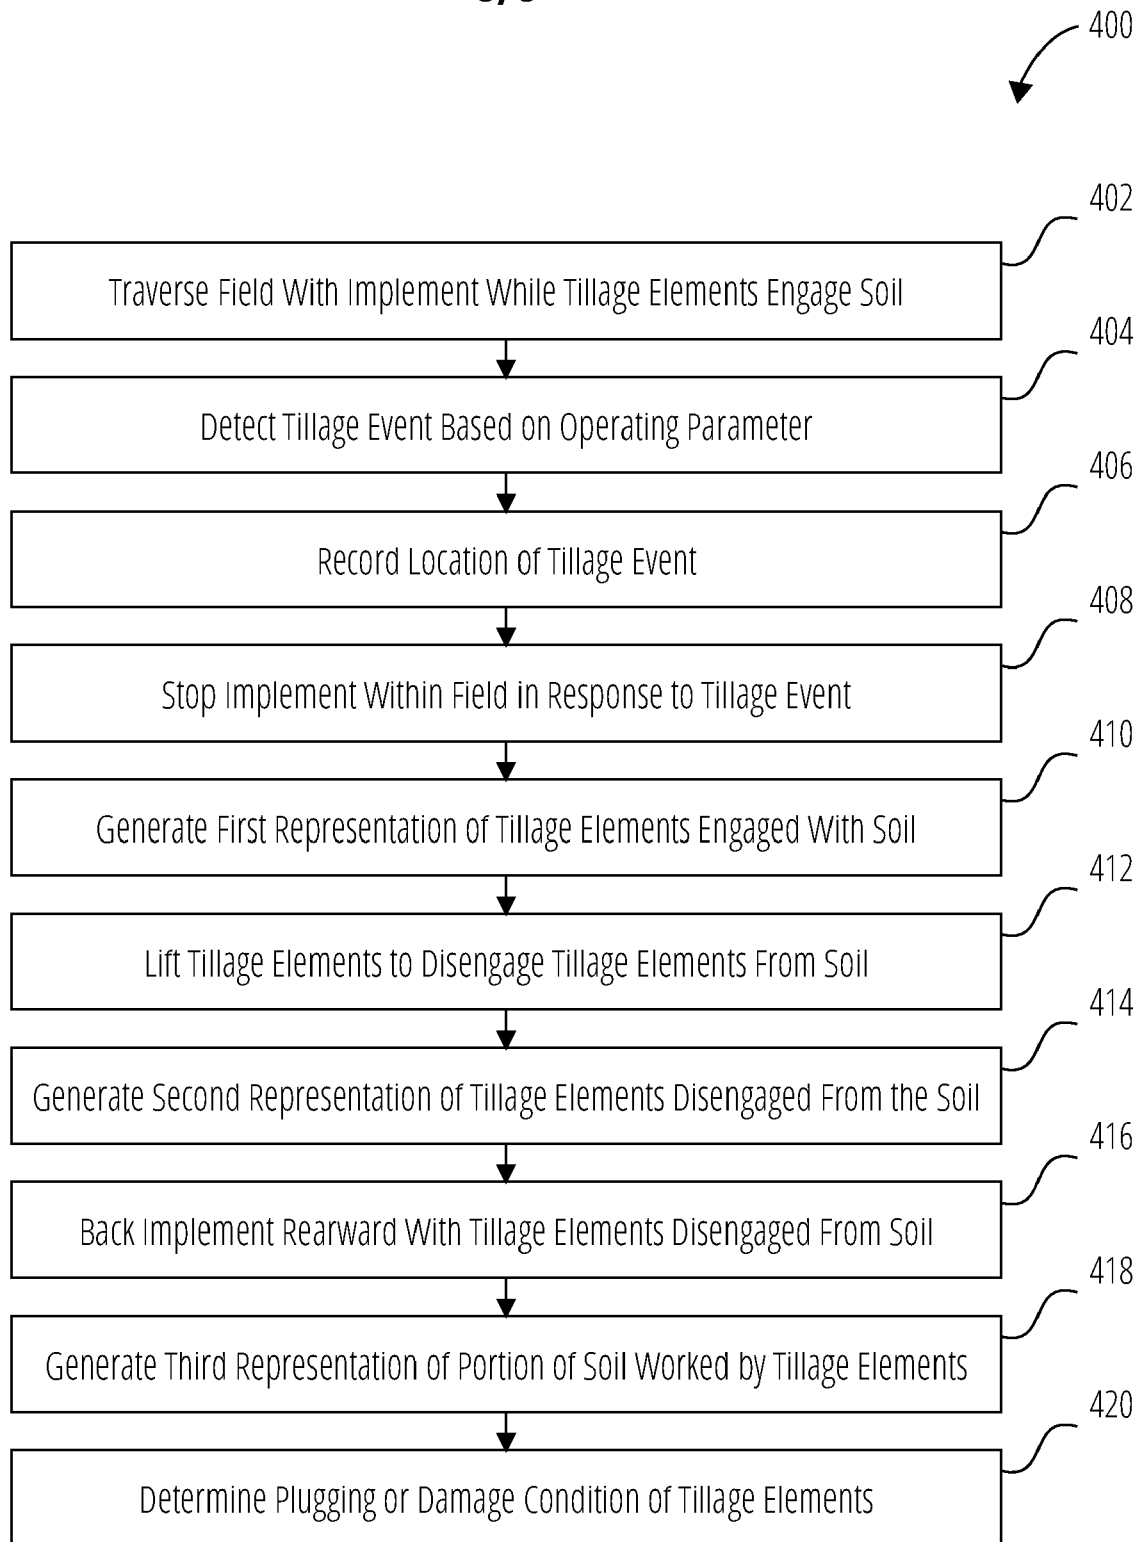 400
402
Traverse Field With Implement While Tillage Elements Engage Soil
404
Detect Tillage Event Based on Operating Parameter
406
Record Location of Tillage Event
408
Stop Implement Within Field in Response to Tillage Event
410
Generate First Representation of Tillage Elements Engaged With Soil
412
Lift Tillage Elements to Disengage Tillage Elements From Soil
414
Generate Second Representation of Tillage Elements Disengaged From the Soil
416
Back Implement Rearward With Tillage Elements Disengaged From Soil
418
Generate Third Representation of Portion of Soil Worked by Tillage Elements
420
Determine Plugging or Damage Condition of Tillage Elements